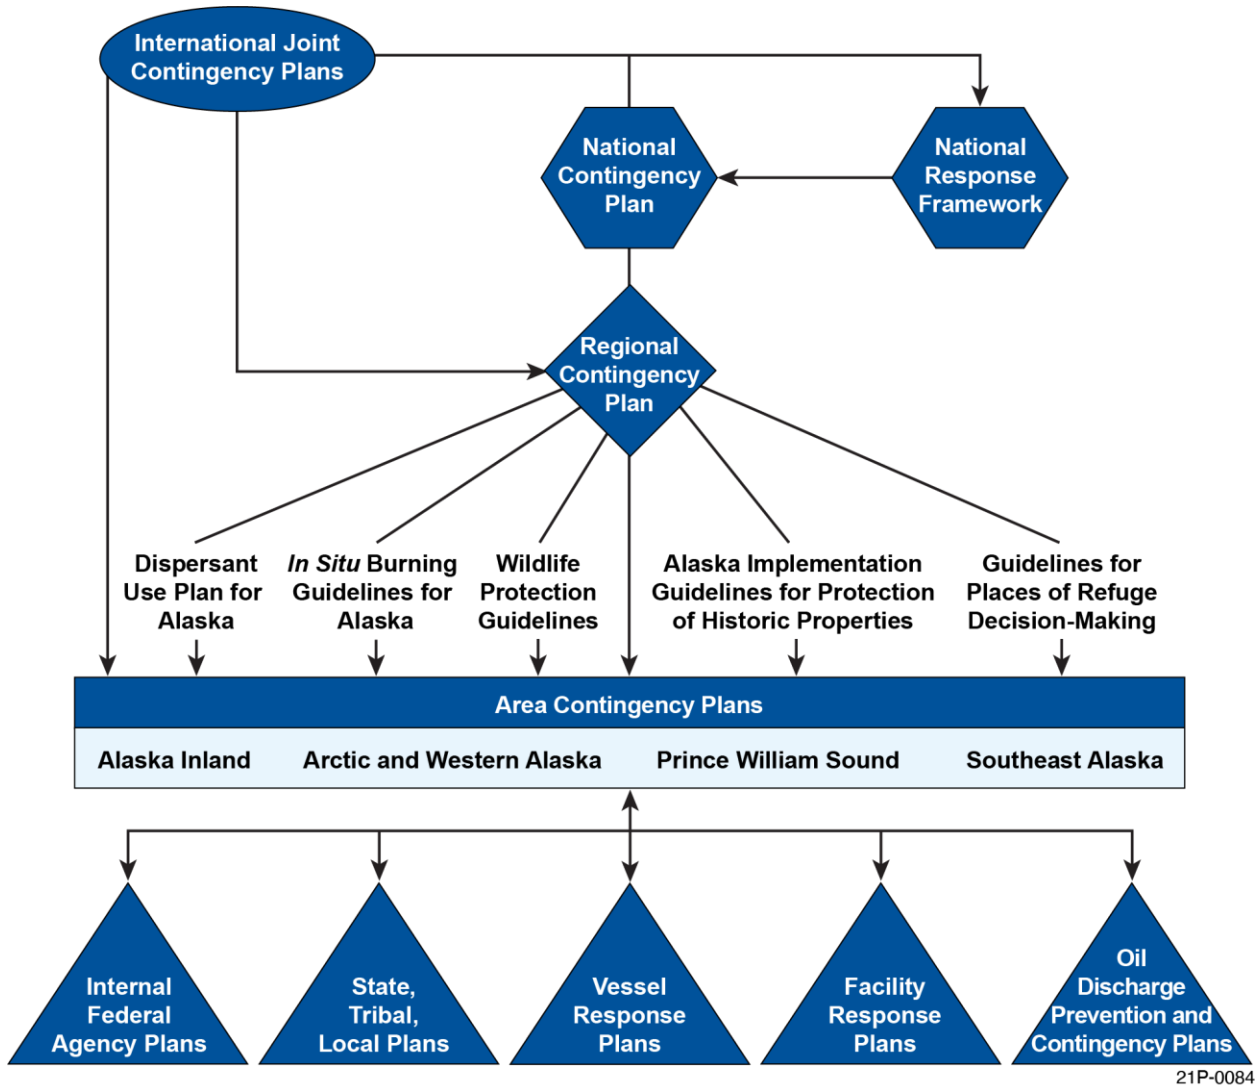 International Joint
Contingency Plans
National
Contingency
Plan
National
Response
Framework
Regional
Contingency
Plan
Dispersant
Use Plan for
Alaska
In Situ Burning
Guidelines for
Alaska
Wildlife
Protection
Guidelines
Alaska Implementation
Guidelines for Protection
of Historic Properties
Guidelines for
Places of Refuge
Decision-Making
Area Contingency Plans
Alaska Inland
Arctic and Western Alaska
Prince William Sound
Southeast Alaska
Internal
Federal
Agency Plans
State,
Tribal,
Local Plans
Vessel
Response
Plans
Facility
Response
Plans
Oil
Discharge
Prevention and
Contingency Plans
21P-0084